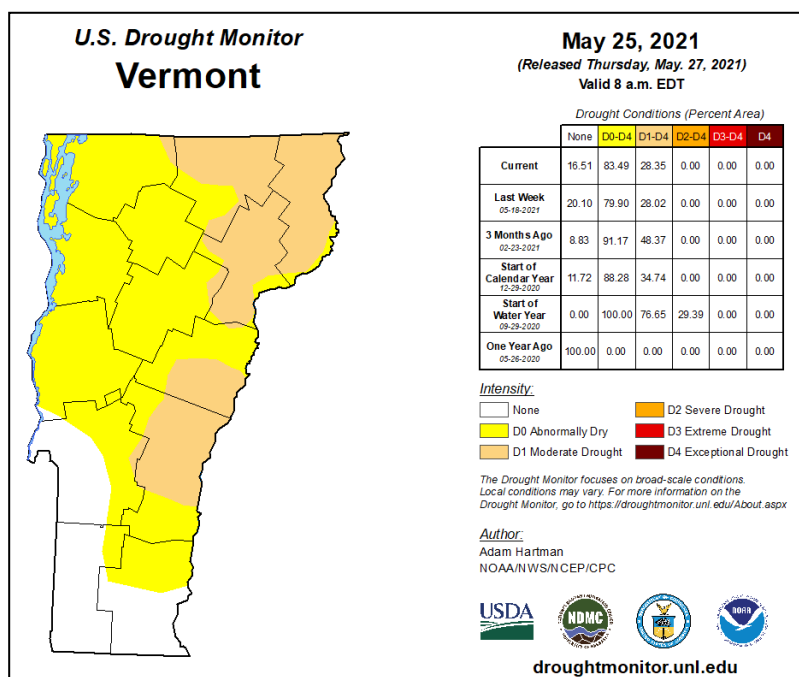 U.S. Drought Monitor
Vermont
May 25, 2021
(Released Thursday, May. 27, 2021)
Valid 8 a.m. EDT
Drought Conditions (Percent Area)
None D0-D4 D1-D4 D2-D4 D3-D4 D4
Current 16.51 83.49 28.35 0.00 0.00 0.00
Last Week
05-18-2021
20.10 79.90 28.02 0.00 0.00 0.00
3 Months Ago
02-23-2021
8.83 91.17 48.37 0.00 0.00 0.00
Start of
Calendar Year
12-29-2020
11.72 88.28 34.74 0.00 0.00 0.00
Start of
Water Year
09-29-2020
0.00 100.00 76.65 29.39 0.00 0.00
One Year Ago
05-26-2020
100.00 0.00 0.00 0.00 0.00 0.00
Intensity:
None
D0 Abnormally Dry
D1 Moderate Drought
D2 Severe Drought
D3 Extreme Drought
D4 Exceptional Drought
The Drought Monitor focuses on broad-scale conditions.
Local conditions may vary. For more information on the
Drought Monitor, go to https://droughtmonitor.unl.edu/About.aspx
Author:
Adam Hartman
NOAA/NWS/NCEP/CPC
USDA
NDMC
NOAA
droughtmonitor.unl.edu